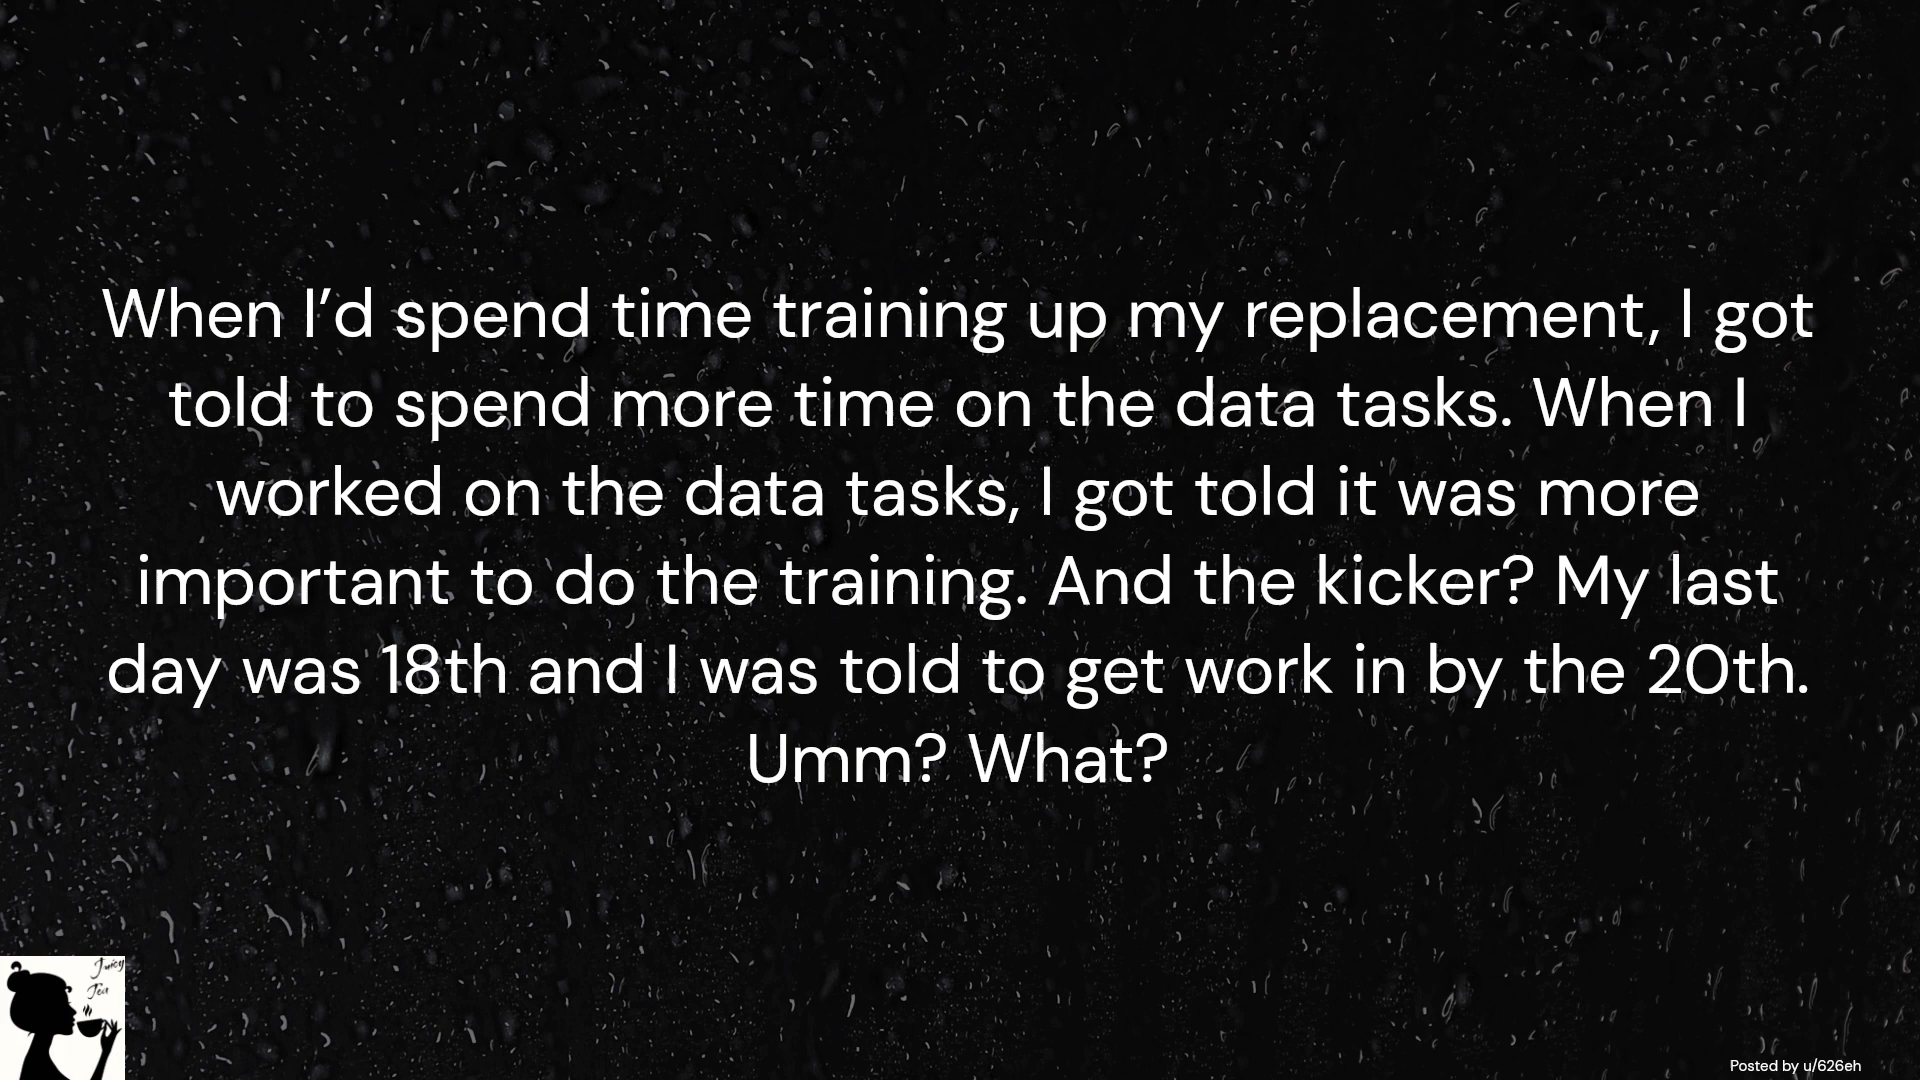 When I’d spend time training up my replacement, I got
told to spend more time on the data tasks. When I
worked on the data tasks, I got told it was more
important to do the training. And the kicker? My last
day was 18th and I was told to get work in by the 20th.
Umm? What?
Juicy
Tea
Posted by u/626eh